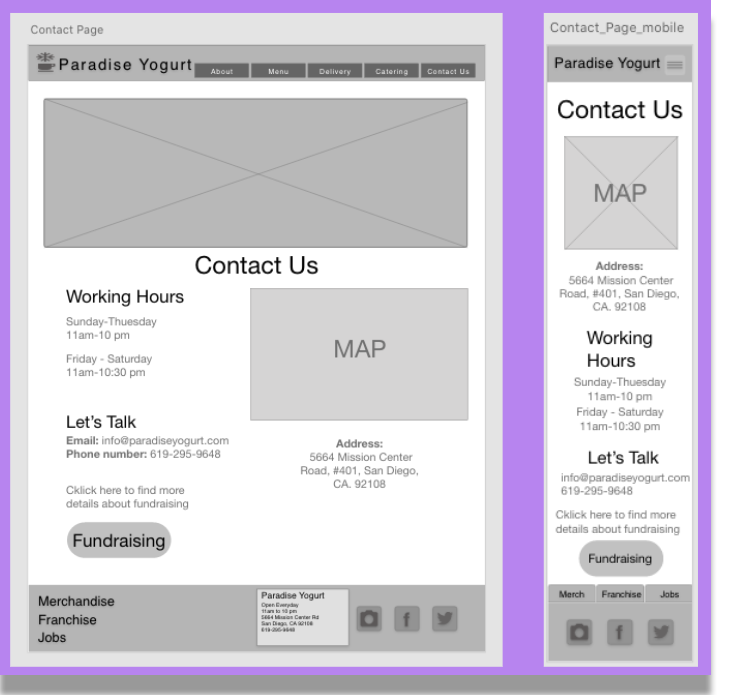 Contact Page
Paradise Yogurt
About
Menu
Delivery
Catering
Contact Us
Contact Us
Working Hours
Sunday-Thuesday
11am-10 pm
Friday - Saturday
11am-10:30 pm
Let's Talk
Email: info@paradiseyogurt.com
Phone number: 619-295-9648
Cklick here to find more
details about fundraising
Fundraising
MAP
Address:
5664 Mission Center
Road, #401, San Diego,
CA. 92108
Merchandise
Franchise
Jobs
Paradise Yogurt
Open Everyday
11am to 10 pm
5664 Mission Center Rd
San Diego, CA 92108
619-295-9648
Contact_Page_mobile
Paradise Yogurt
Contact Us
MAP
Address:
5664 Mission Center
Road, #401, San Diego,
CA. 92108
Working
Hours
Sunday-Thuesday
11am-10 pm
Friday - Saturday
11am-10:30 pm
Let's Talk
info@paradiseyogurt.com
619-295-9648
Cklick here to find more
details about fundraising
Fundraising
Merch
Franchise
Jobs